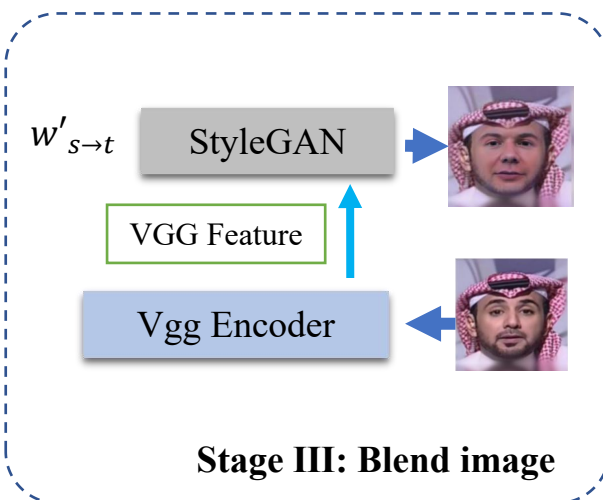 w′ₛ→ₜ StyleGAN
VGG Feature
Vgg Encoder
Stage III: Blend image